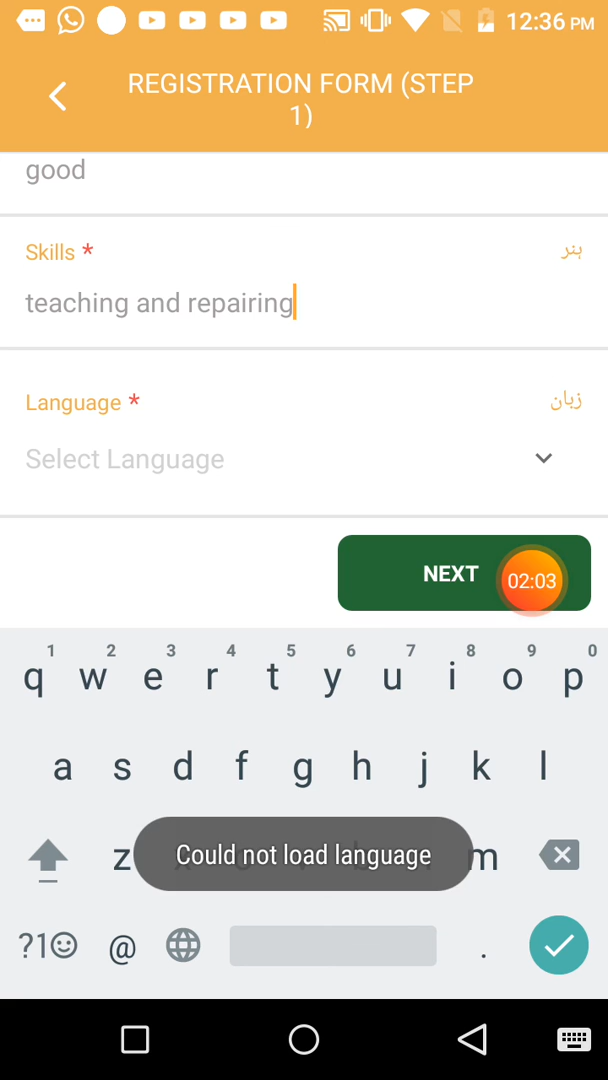 12:36 PM
REGISTRATION FORM (STEP
1)
good
Skills * ہنر
teaching and repairing
Language * زبان
Select Language
NEXT
02:03
1 2 3 4 5 6 7 8 9 0
q w e r t y u i o p
a s d f g h j k l
z m
Could not load language
?1 @ .